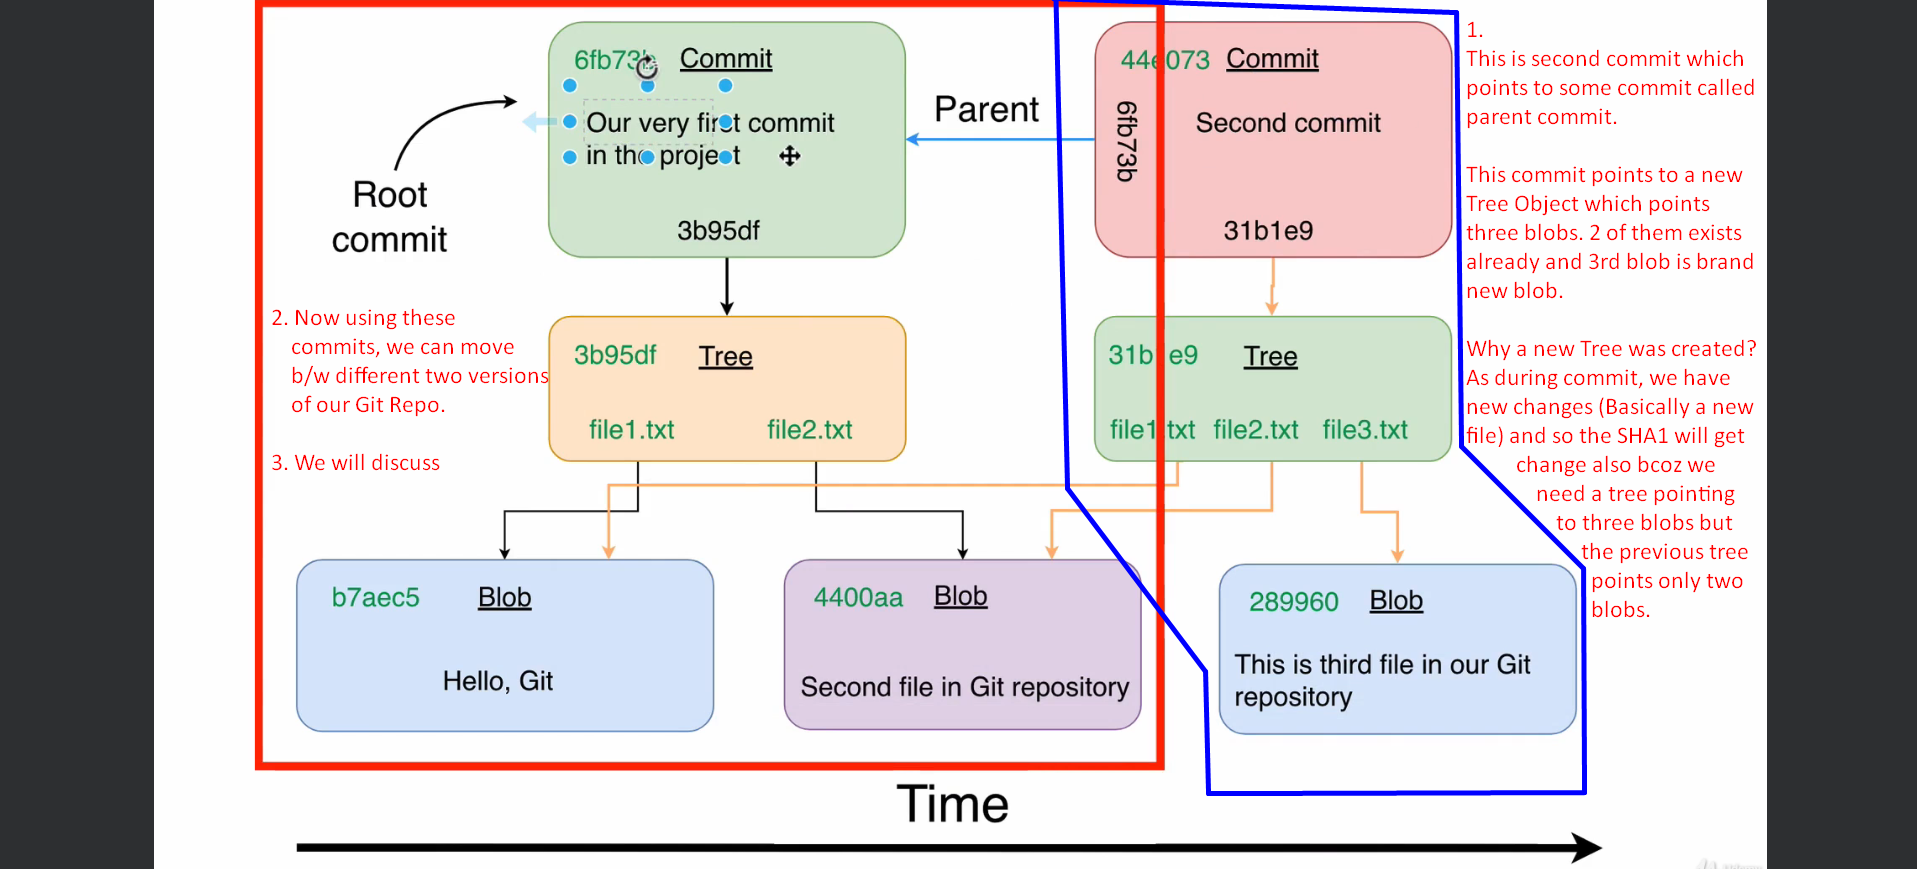 6fb73b Commit
Our very first commit
in the project
3b95df
Root
commit
Parent
44e073 Commit
6fb73b
Second commit
31b1e9
1.
This is second commit which
points to some commit called
parent commit.
This commit points to a new
Tree Object which points
three blobs. 2 of them exists
already and 3rd blob is brand
new blob.
Why a new Tree was created?
As during commit, we have
new changes (Basically a new
file) and so the SHA1 will get
change also bcoz we
need a tree pointing
to three blobs but
the previous tree
points only two
blobs.
2. Now using these
commits, we can move
b/w different two versions
of our Git Repo.
3. We will discuss
3b95df Tree
file1.txt file2.txt
31b1e9 Tree
file1.txt file2.txt file3.txt
b7aec5 Blob
Hello, Git
4400aa Blob
Second file in Git repository
289960 Blob
This is third file in our Git
repository
Time